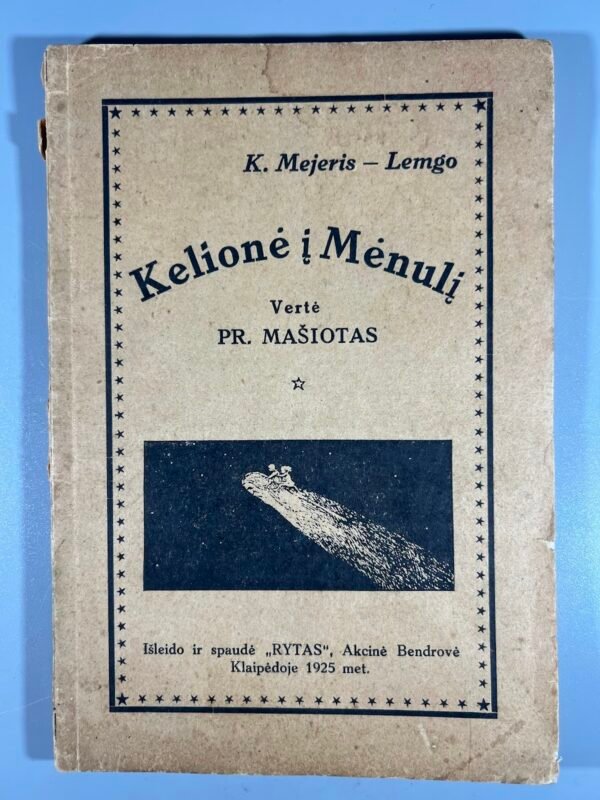 K. Mejeris – Lemgo
Kelionė į Mėnulį
Vertė
PR. MAŠIOTAS
Išleido ir spaudė „RYTAS“, Akcinė Bendrovė
Klaipėdoje 1925 met.